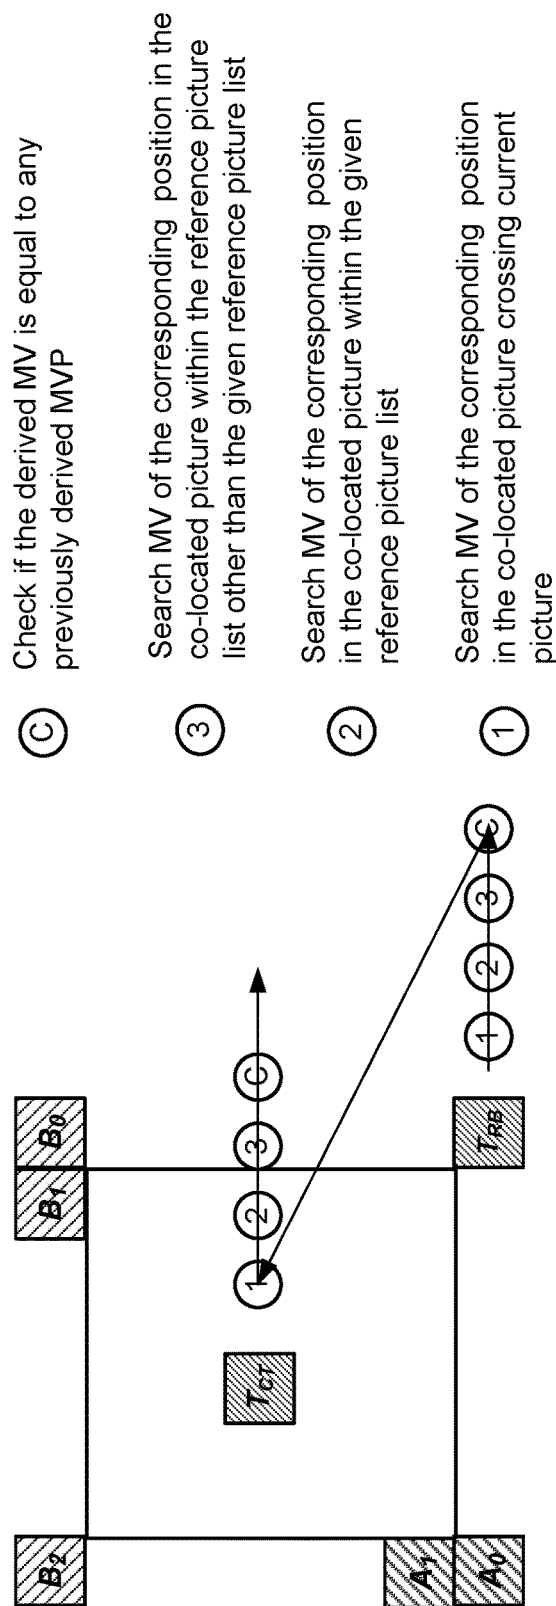 B2 B1 B0
TCT 1 2 3 C
A1
A0 TRB 1 2 3 C
C Check if the derived MV is equal to any
previously derived MVP
3 Search MV of the corresponding position in the
co-located picture within the reference picture
list other than the given reference picture list
2 Search MV of the corresponding position
in the co-located picture within the given
reference picture list
1 Search MV of the corresponding position
in the co-located picture crossing current
picture